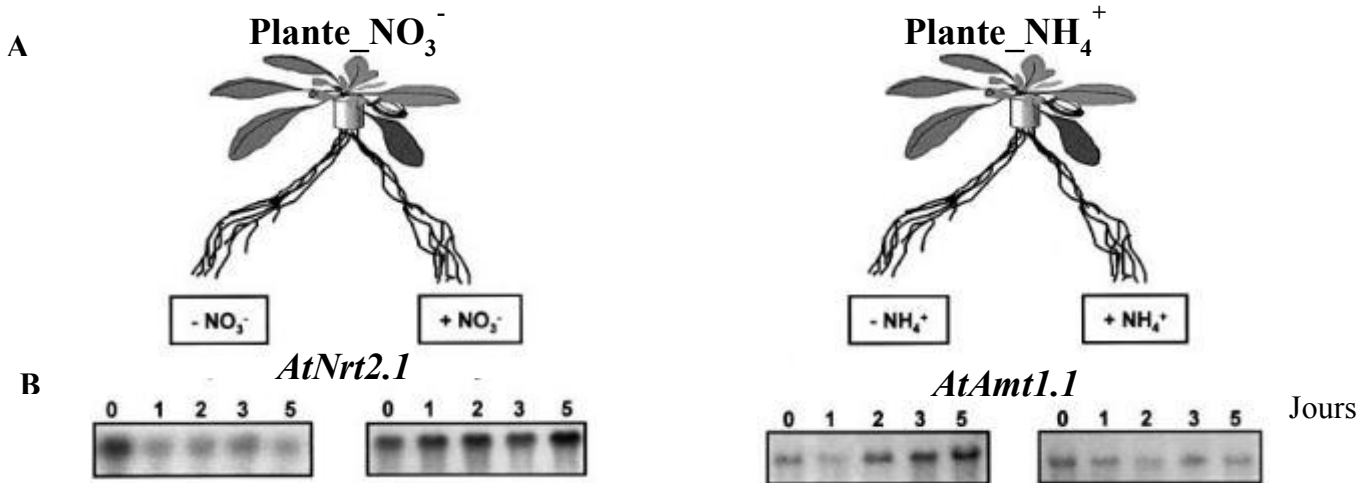 A
Plante_NO₃⁻
Plante_NH₄⁺
- NO₃⁻
+ NO₃⁻
- NH₄⁺
+ NH₄⁺
B
AtNrt2.1
AtAmt1.1
0 1 2 3 5
0 1 2 3 5
0 1 2 3 5
0 1 2 3 5
Jours